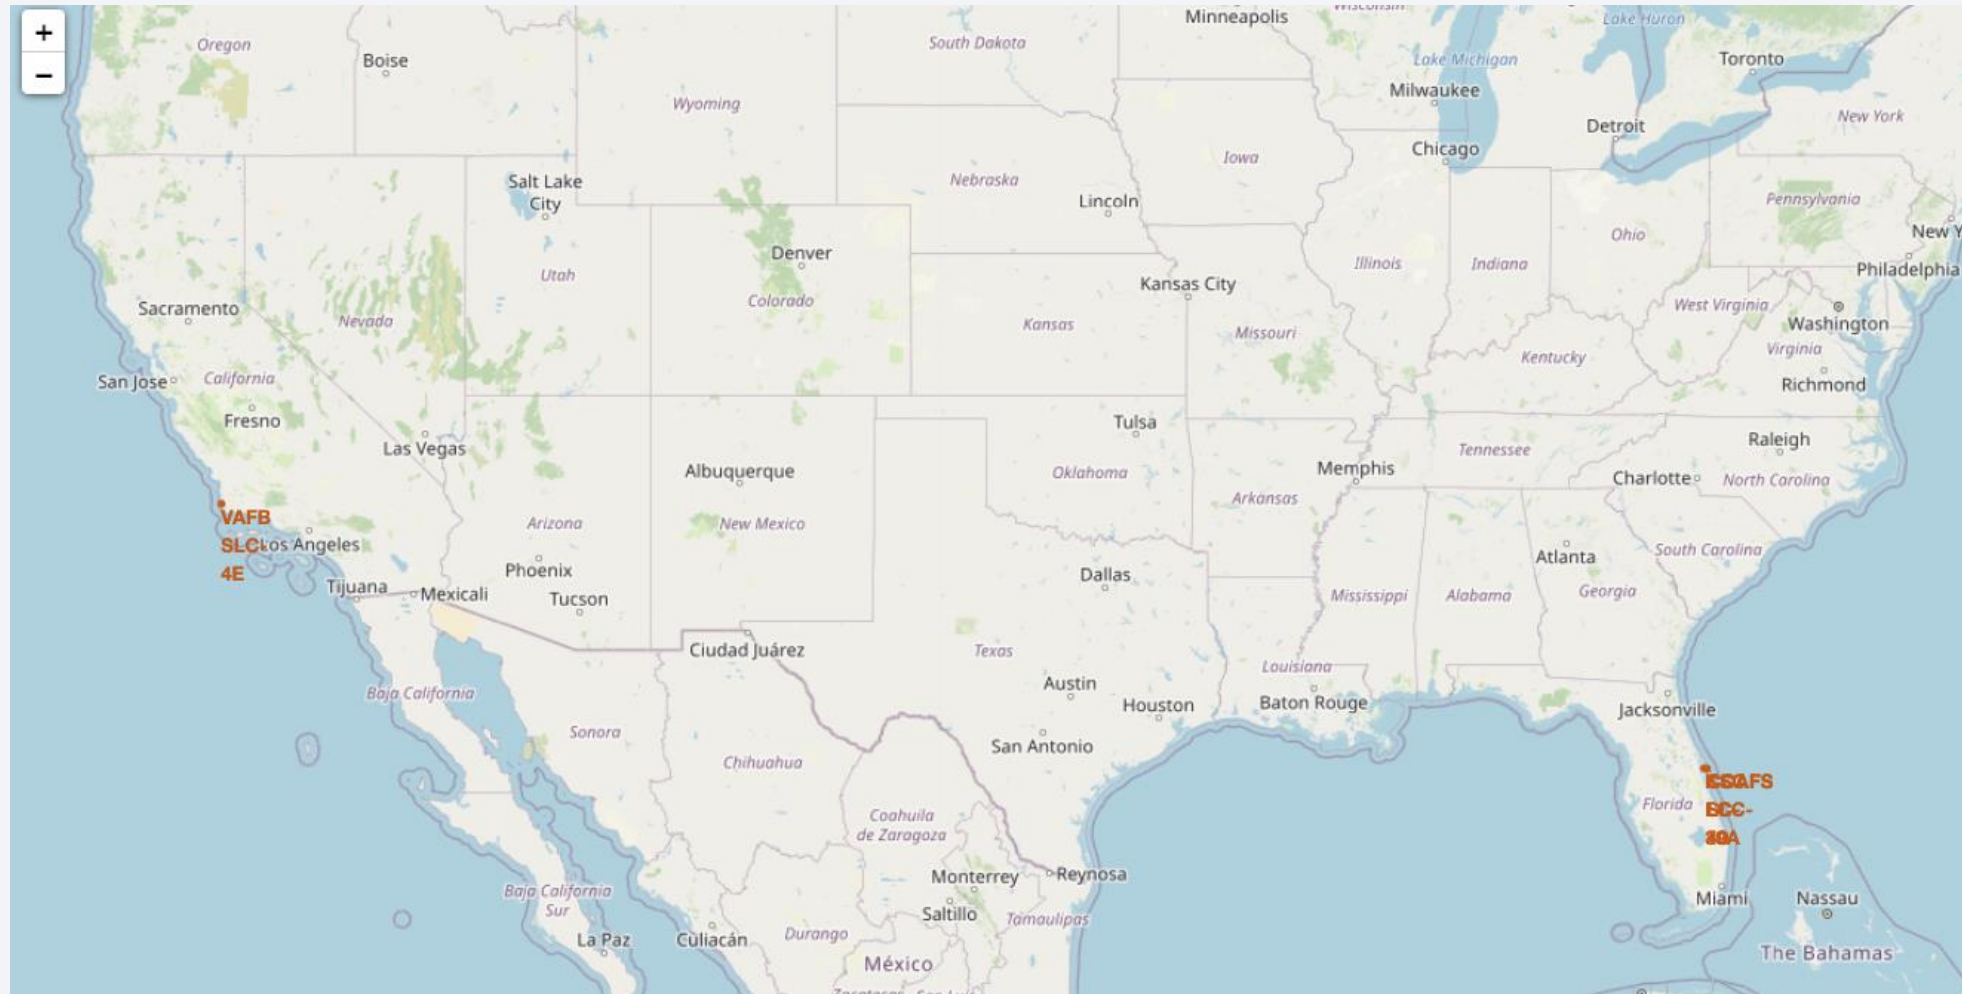 +
−
Oregon
Boise
South Dakota
Minneapolis
Wisconsin
Lake Huron
Lake Michigan
Toronto
Wyoming
Milwaukee
New York
Detroit
Chicago
Iowa
Nebraska
Salt Lake
City
Lincoln
Pennsylvania
New Y
Ohio
Denver
Utah
Colorado
Kansas City
Illinois
Indiana
Philadelphia
Sacramento
Nevada
Kansas
Missouri
West Virginia
Washington
Virginia
Kentucky
San Jose
California
Richmond
Fresno
Las Vegas
Tulsa
Raleigh
Albuquerque
Oklahoma
Memphis
Tennessee
Charlotte
North Carolina
Arkansas
VAFB
SLC-
4E
Los Angeles
Arizona
New Mexico
Phoenix
Tucson
Tijuana
Mexicali
Dallas
Mississippi
Alabama
Atlanta
Georgia
South Carolina
Ciudad Juárez
Texas
Louisiana
Austin
Houston
Baton Rouge
Jacksonville
San Antonio
Baja California
Sonora
Chihuahua
Coahuila
de Zaragoza
Florida
Monterrey
Reynosa
Saltillo
Tamaulipas
Miami
Nassau
The Bahamas
Baja California
Sur
La Paz
Culiacán
Durango
México